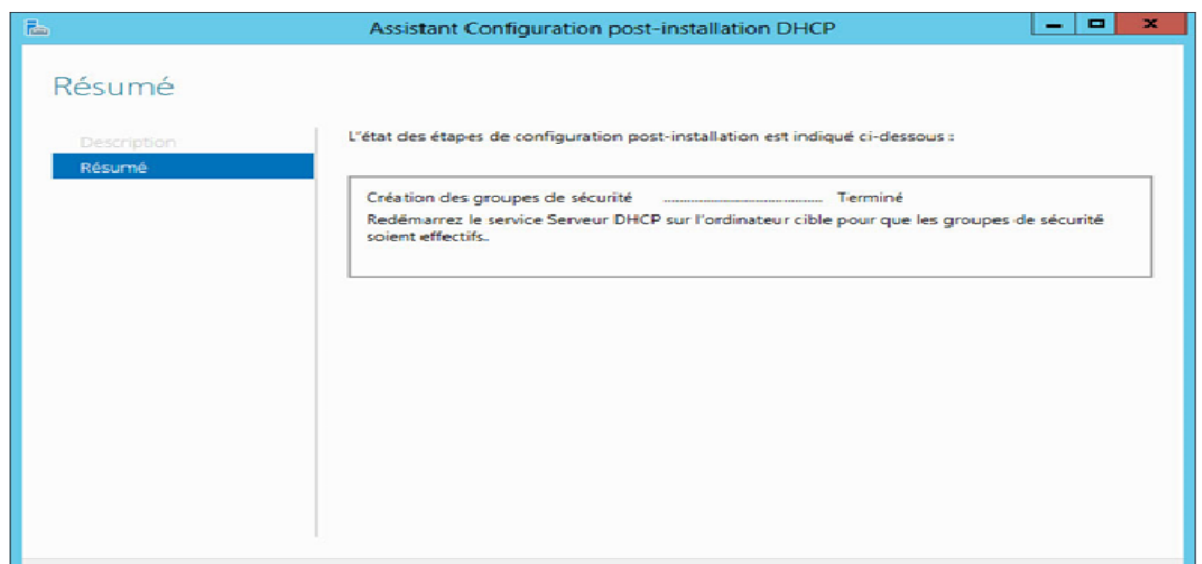 Assistant Configuration post-installation DHCP
Résumé
Description
Résumé
L'état des étapes de configuration post-installation est indiqué ci-dessous :
Création des groupes de sécurité ........................................ Terminé
Redémarrez le service Serveur DHCP sur l'ordinateur cible pour que les groupes de sécurité
soient effectifs.